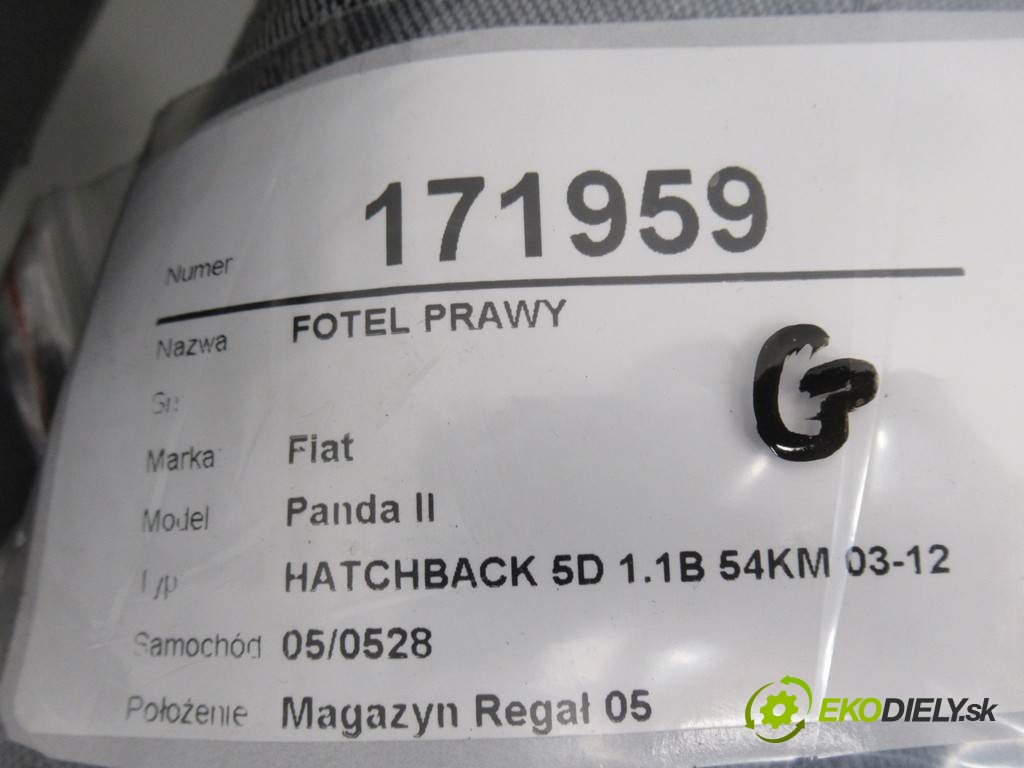 Numer 171959
Nazwa FOTEL PRAWY
G
Marka Fiat
Model Panda II
Typ HATCHBACK 5D 1.1B 54KM 03-12
Samochód 05/0528
Położenie Magazyn Regał 05
EKODIELY.sk